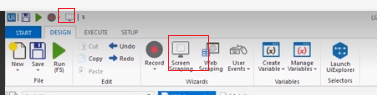 START DESIGN EXECUTE SETUP
New Save Run (F5)
Cut Undo
Copy Redo
Paste
Record
Screen Scraping
Web Scraping
User Events
Create Variable
Manage Variables
Launch UiExplorer
File Edit Wizards Variables Selectors